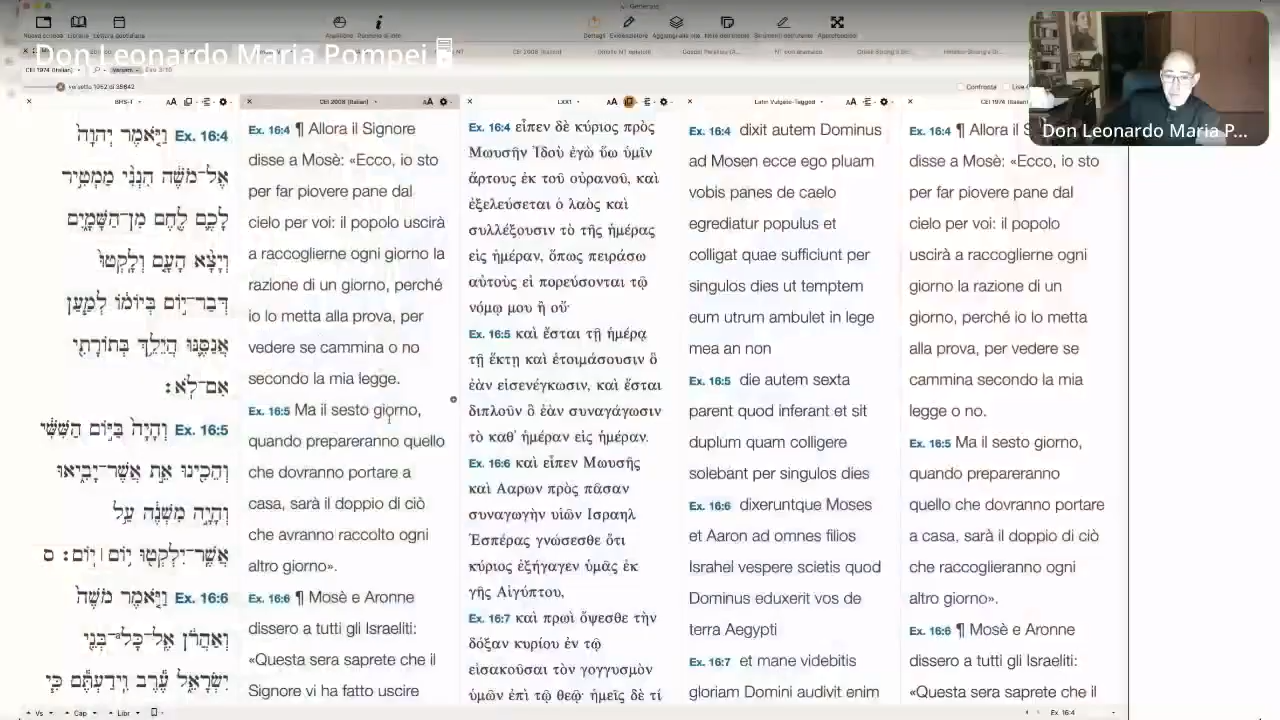 Genesis
Don Leonardo Maria Pompei
Don Leonardo Maria P...
BHS-T
CEI 2008 (Italian)
LXX1
Latin Vulgate-Tagged
CEI 1974 (Italian)
Ex. 16:4 וַיֹּ֤אמֶר יְהוָה֙
אֶל־מֹשֶׁ֔ה הִנְנִ֨י מַמְטִ֥יר
לָכֶ֛ם לֶ֖חֶם מִן־הַשָּׁמָ֑יִם
וְיָצָ֨א הָעָ֤ם וְלָֽקְטוּ֙
דְּבַר־י֣וֹם בְּיוֹמ֔וֹ לְמַ֧עַן
אֲנַסֶּ֛נּוּ הֲיֵלֵ֥ךְ בְּתוֹרָתִ֖י
אִם־לֹֽא׃
Ex. 16:5 וְהָיָה֙ בַּיּ֣וֹם הַשִּׁשִּׁ֔י
וְהֵכִ֖ינוּ אֵ֣ת אֲשֶׁר־יָבִ֑יאוּ
וְהָיָ֣ה מִשְׁנֶ֔ה עַ֥ל
אֲשֶֽׁר־יִלְקְט֖וּ י֥וֹם ׀ יֽוֹם׃ ס
Ex. 16:6 וַיֹּ֤אמֶר מֹשֶׁה֙
וְאַהֲרֹ֔ן אֶֽל־כָּל־בְּנֵ֖י
יִשְׂרָאֵ֑ל עֶ֕רֶב וִֽידַעְתֶּ֕ם כִּ֧י
Ex. 16:4 ¶ Allora il Signore
disse a Mosè: «Ecco, io sto
per far piovere pane dal
cielo per voi: il popolo uscirà
a raccoglierne ogni giorno la
razione di un giorno, perché
io lo metta alla prova, per
vedere se cammina o no
secondo la mia legge.
Ex. 16:5 Ma il sesto giorno,
quando prepareranno quello
che dovranno portare a
casa, sarà il doppio di ciò
che avranno raccolto ogni
altro giorno».
Ex. 16:6 ¶ Mosè e Aronne
dissero a tutti gli Israeliti:
«Questa sera saprete che il
Signore vi ha fatto uscire
Ex. 16:4 εἶπεν δὲ κύριος πρὸς
Μωυσῆν Ἰδοὺ ἐγὼ ὕω ὑμῖν
ἄρτους ἐκ τοῦ οὐρανοῦ, καὶ
ἐξελεύσεται ὁ λαὸς καὶ
συλλέξουσιν τὸ τῆς ἡμέρας
εἰς ἡμέραν, ὅπως πειράσω
αὐτοὺς εἰ πορεύσονται τῷ
νόμῳ μου ἢ οὔ·
Ex. 16:5 καὶ ἔσται τῇ ἡμέρᾳ
τῇ ἕκτῃ καὶ ἑτοιμάσουσιν ὃ
ἐὰν εἰσενέγκωσιν, καὶ ἔσται
διπλοῦν ὃ ἐὰν συναγάγωσιν
τὸ καθ᾽ ἡμέραν εἰς ἡμέραν.
Ex. 16:6 καὶ εἶπεν Μωυσῆς
καὶ Ααρων πρὸς πᾶσαν
συναγωγὴν υἱῶν Ισραηλ
Ἑσπέρας γνώσεσθε ὅτι
κύριος ἐξήγαγεν ὑμᾶς ἐκ
γῆς Αἰγύπτου,
Ex. 16:7 καὶ πρωὶ ὄψεσθε τὴν
δόξαν κυρίου ἐν τῷ
εἰσακοῦσαι τὸν γογγυσμὸν
ὑμῶν ἐπὶ τῷ θεῷ· ἡμεῖς δὲ τί
Ex. 16:4 dixit autem Dominus
ad Mosen ecce ego pluam
vobis panes de caelo
egrediatur populus et
colligat quae sufficiunt per
singulos dies ut temptem
eum utrum ambulet in lege
mea an non
Ex. 16:5 die autem sexta
parent quod inferant et sit
duplum quam colligere
solebant per singulos dies
Ex. 16:6 dixeruntque Moses
et Aaron ad omnes filios
Israhel vespere scietis quod
Dominus eduxerit vos de
terra Aegypti
Ex. 16:7 et mane videbitis
gloriam Domini audivit enim
Ex. 16:4 ¶ Allora il S
disse a Mosè: «Ecco, io sto
per far piovere pane dal
cielo per voi: il popolo
uscirà a raccoglierne ogni
giorno la razione di un
giorno, perché io lo metta
alla prova, per vedere se
cammina secondo la mia
legge o no.
Ex. 16:5 Ma il sesto giorno,
quando prepareranno
quello che dovranno portare
a casa, sarà il doppio di ciò
che raccoglieranno ogni
altro giorno».
Ex. 16:6 ¶ Mosè e Aronne
dissero a tutti gli Israeliti:
«Questa sera saprete che il
Vs Cap Libr
Ex. 16:4